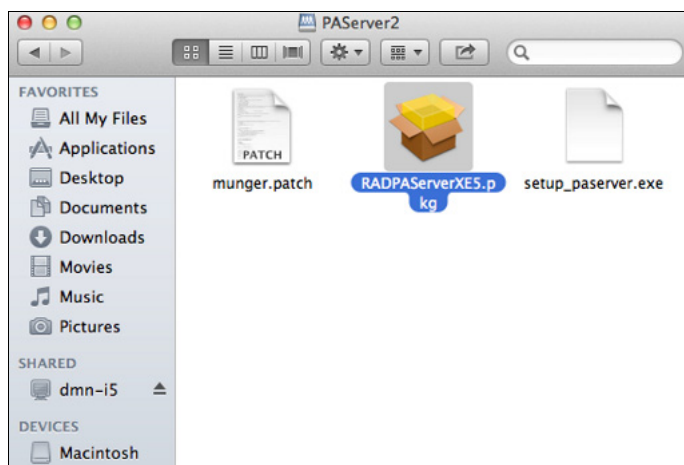 PAServer2
FAVORITES
All My Files
Applications
Desktop
Documents
Downloads
Movies
Music
Pictures
SHARED
dmn-i5
DEVICES
Macintosh
PATCH
munger.patch
RADPAServerXE5.p
kg
setup_paserver.exe